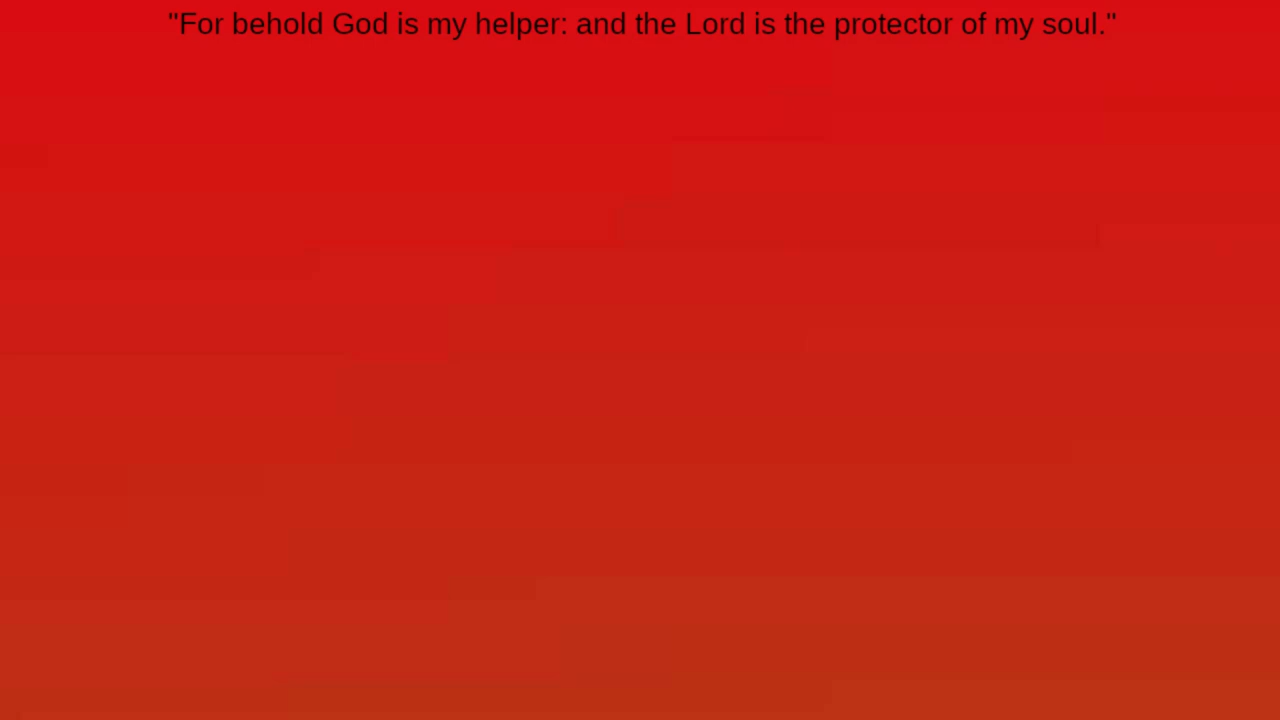 "For behold God is my helper: and the Lord is the protector of my soul."